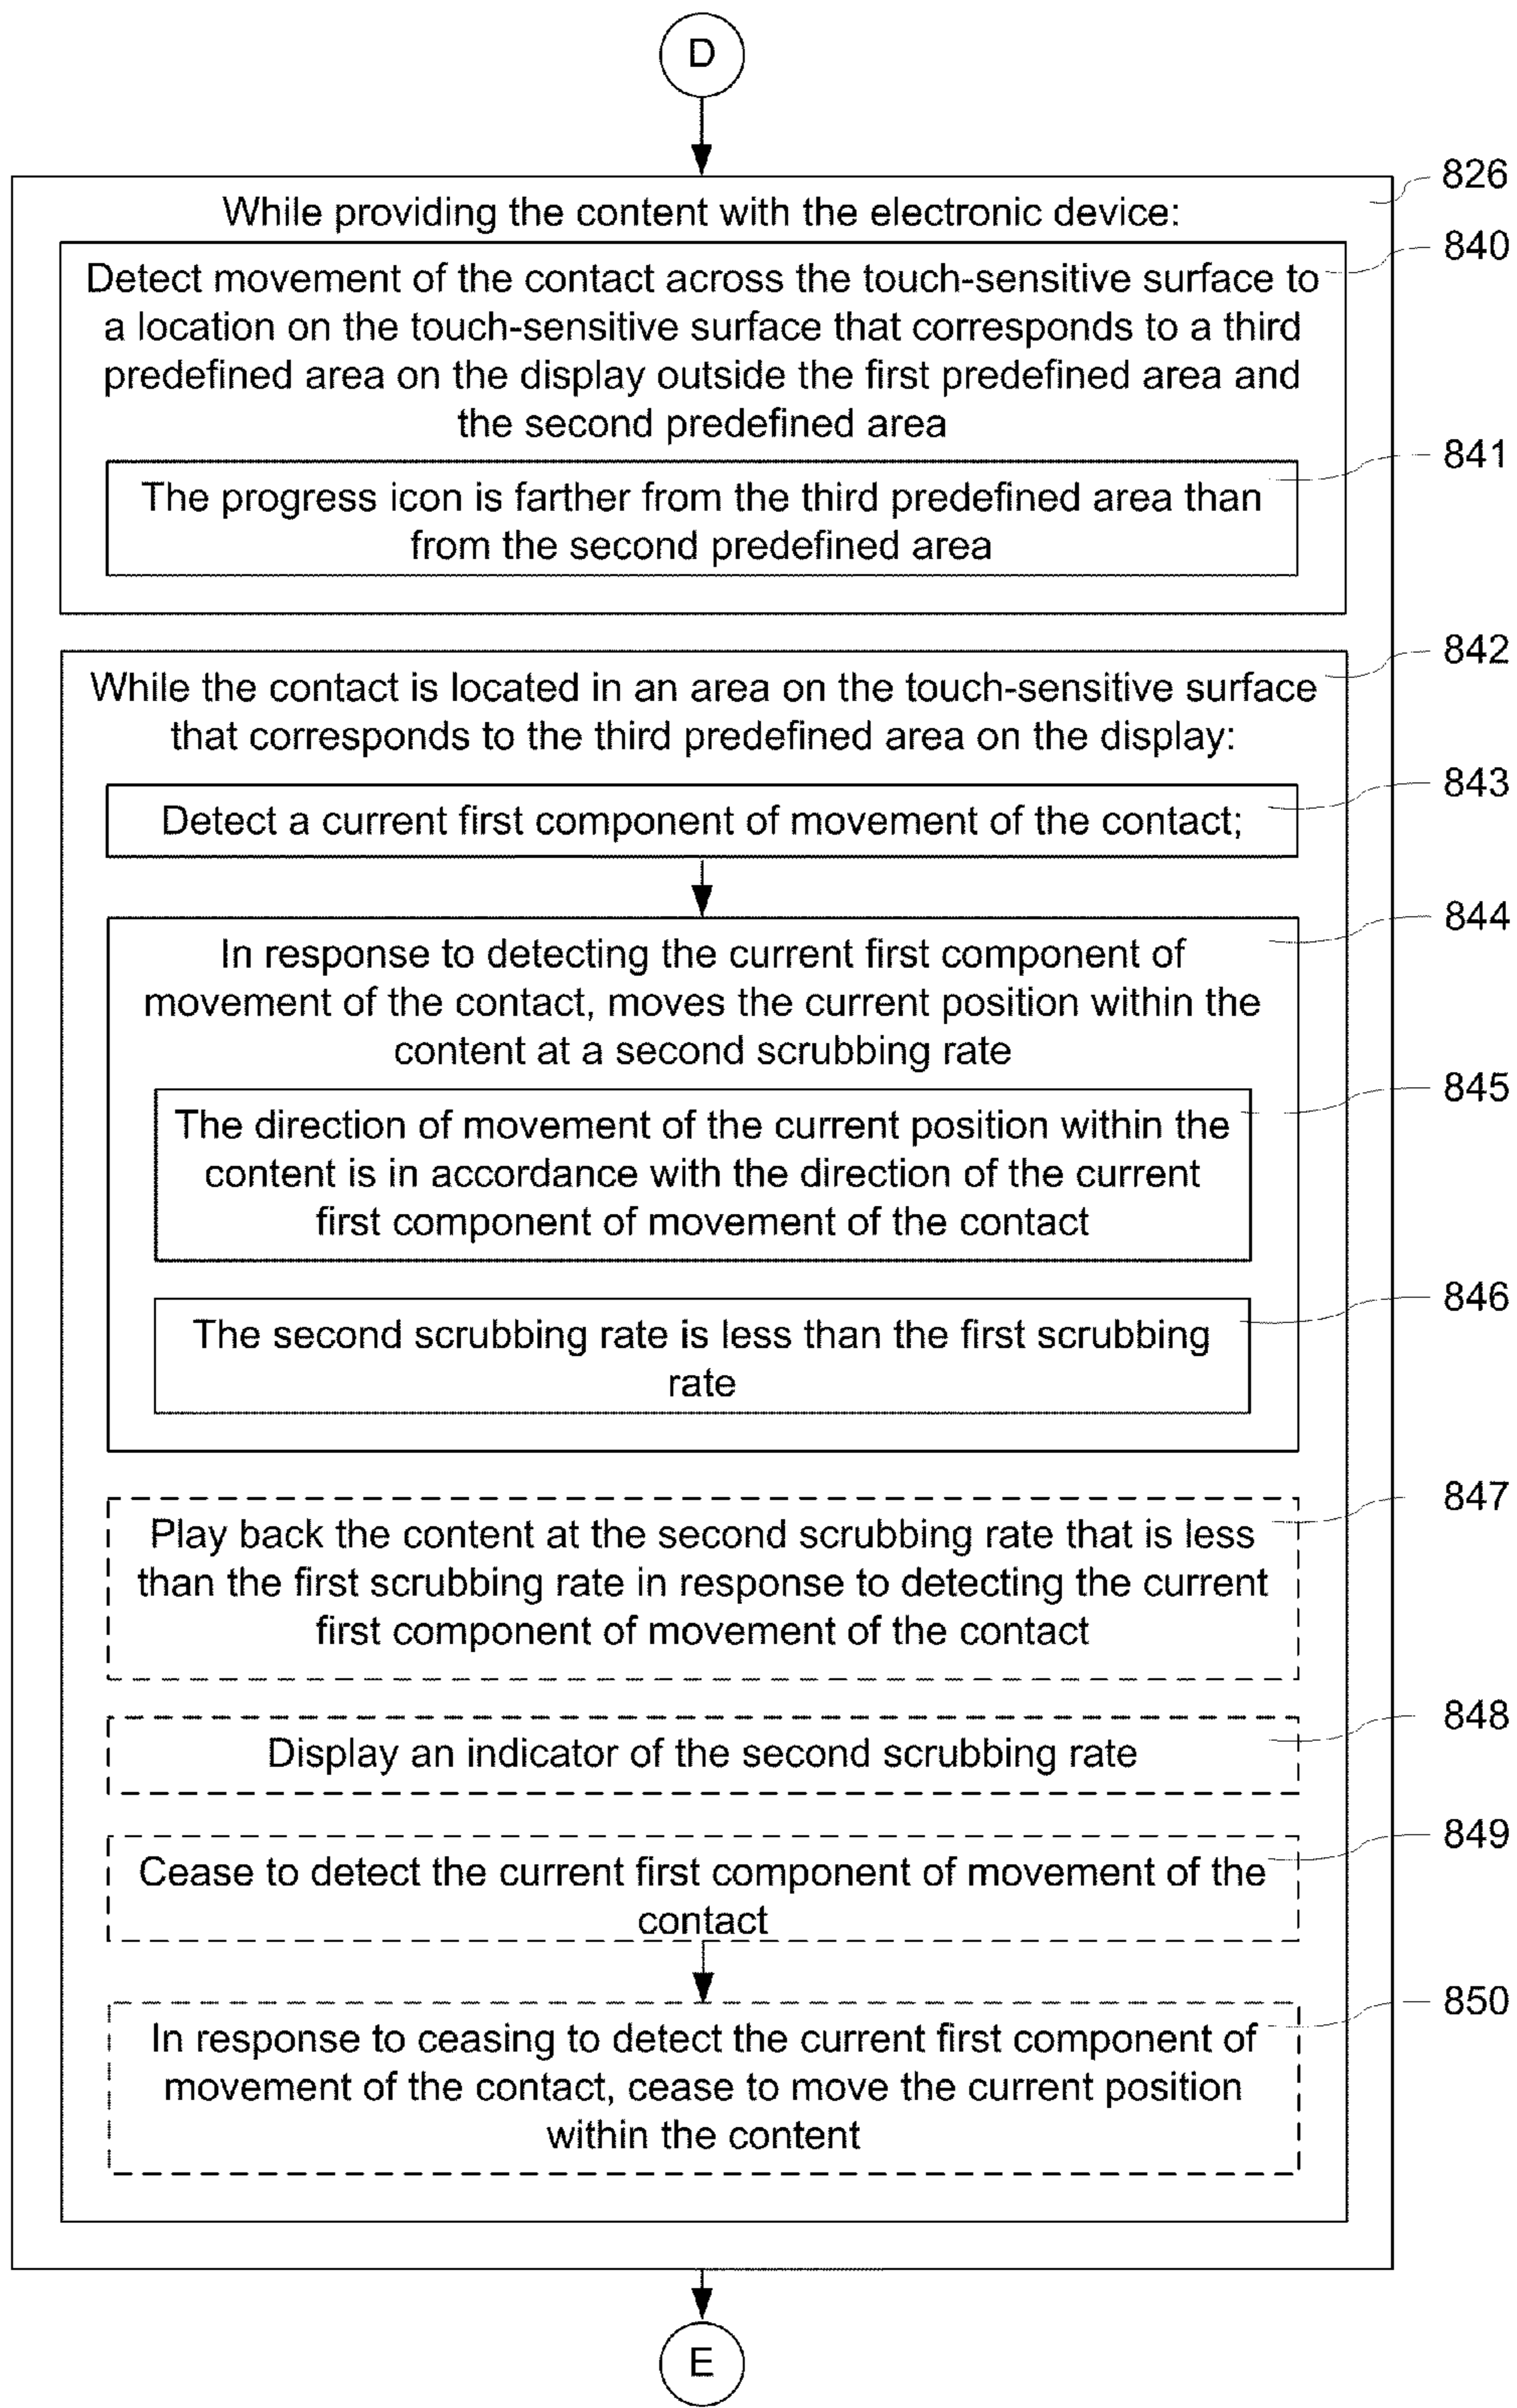 D
826
While providing the content with the electronic device:
840
Detect movement of the contact across the touch-sensitive surface to
a location on the touch-sensitive surface that corresponds to a third
predefined area on the display outside the first predefined area and
the second predefined area
841
The progress icon is farther from the third predefined area than
from the second predefined area
842
While the contact is located in an area on the touch-sensitive surface
that corresponds to the third predefined area on the display:
843
Detect a current first component of movement of the contact;
844
In response to detecting the current first component of
movement of the contact, moves the current position within the
content at a second scrubbing rate
845
The direction of movement of the current position within the
content is in accordance with the direction of the current
first component of movement of the contact
846
The second scrubbing rate is less than the first scrubbing
rate
847
Play back the content at the second scrubbing rate that is less
than the first scrubbing rate in response to detecting the current
first component of movement of the contact
848
Display an indicator of the second scrubbing rate
849
Cease to detect the current first component of movement of the
contact
850
In response to ceasing to detect the current first component of
movement of the contact, cease to move the current position
within the content
E